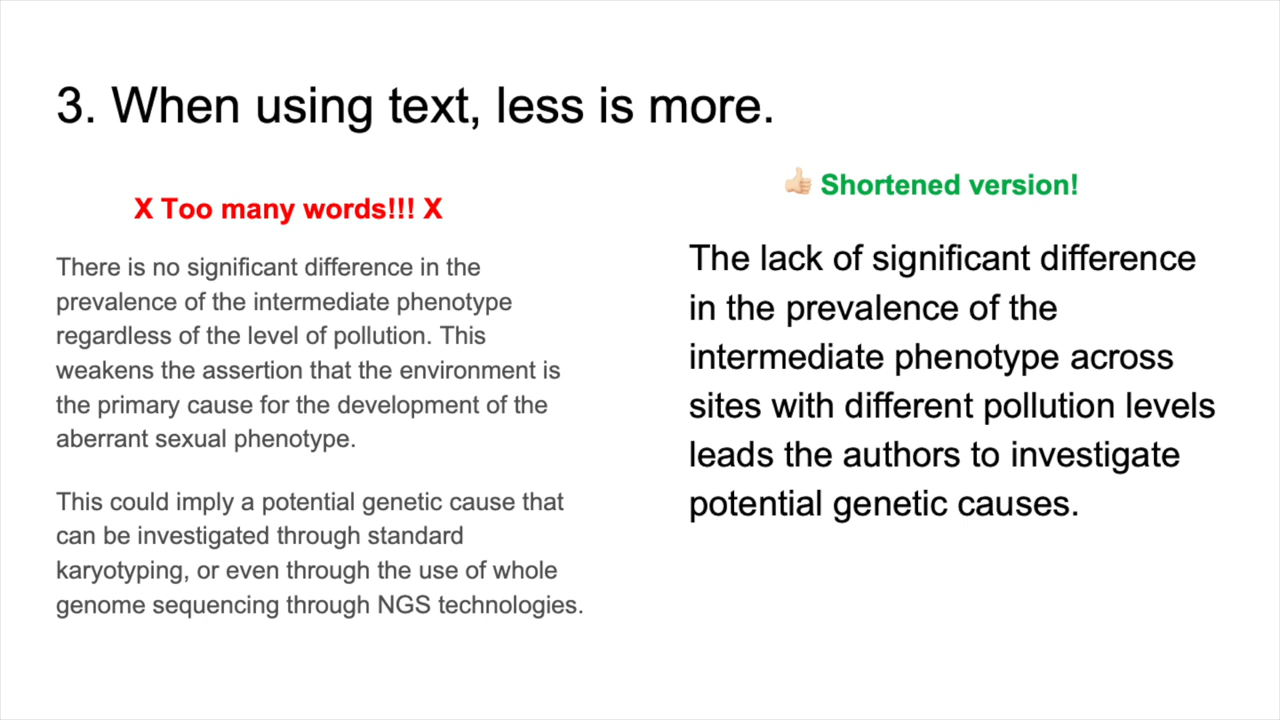 3. When using text, less is more.
X Too many words!!! X
There is no significant difference in the
prevalence of the intermediate phenotype
regardless of the level of pollution. This
weakens the assertion that the environment is
the primary cause for the development of the
aberrant sexual phenotype.
This could imply a potential genetic cause that
can be investigated through standard
karyotyping, or even through the use of whole
genome sequencing through NGS technologies.
👍🏻 Shortened version!
The lack of significant difference
in the prevalence of the
intermediate phenotype across
sites with different pollution levels
leads the authors to investigate
potential genetic causes.